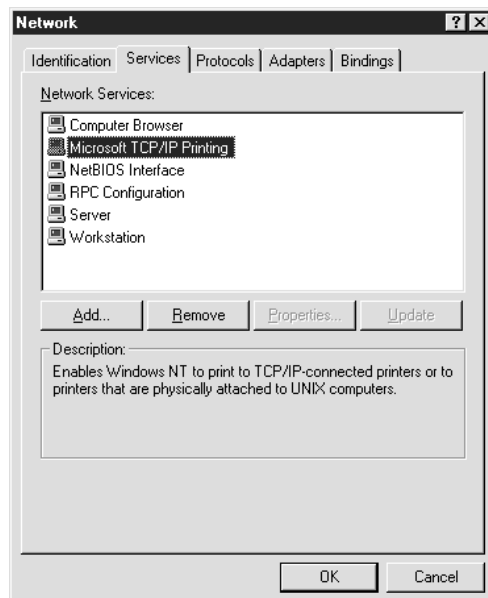 Network
Identification Services Protocols Adapters Bindings
Network Services:
Computer Browser
Microsoft TCP/IP Printing
NetBIOS Interface
RPC Configuration
Server
Workstation
Add... Remove Properties... Update
Description:
Enables Windows NT to print to TCP/IP-connected printers or to
printers that are physically attached to UNIX computers.
OK Cancel